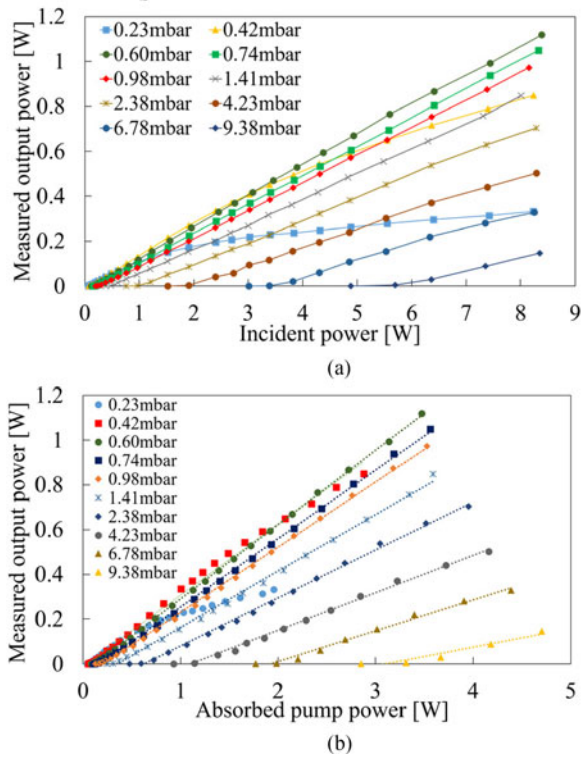 (a)
1.2
1
0.8
0.6
0.4
0.2
0
Measured output power [W]
0.23mbar 0.42mbar
0.60mbar 0.74mbar
0.98mbar 1.41mbar
2.38mbar 4.23mbar
6.78mbar 9.38mbar
0 1 2 3 4 5 6 7 8 9
Incident power [W]
(a)
1.2
1
0.8
0.6
0.4
0.2
0
Measured output power [W]
0.23mbar
0.42mbar
0.60mbar
0.74mbar
0.98mbar
1.41mbar
2.38mbar
4.23mbar
6.78mbar
9.38mbar
0 1 2 3 4 5
Absorbed pump power [W]
(b)